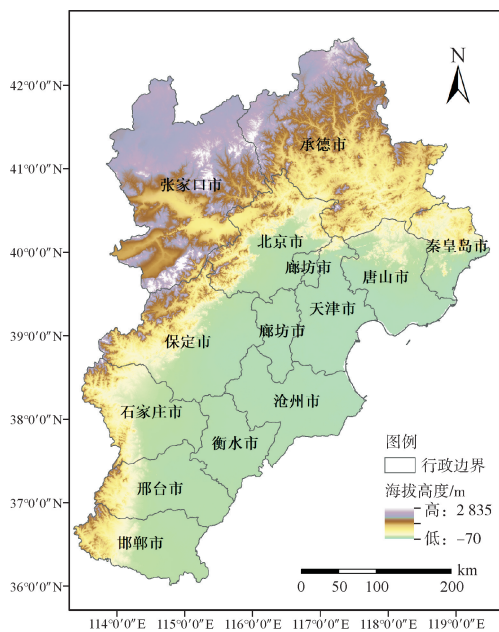 N
42°0′0″N
41°0′0″N
40°0′0″N
39°0′0″N
38°0′0″N
37°0′0″N
36°0′0″N
承德市
张家口市
北京市
秦皇岛市
廊坊市
唐山市
天津市
廊坊市
保定市
沧州市
石家庄市
衡水市
邢台市
邯郸市
图例
行政边界
海拔高度/m
高：2 835
低：-70
km
0 50 100 200
114°0′0″E 115°0′0″E 116°0′0″E 117°0′0″E 118°0′0″E 119°0′0″E